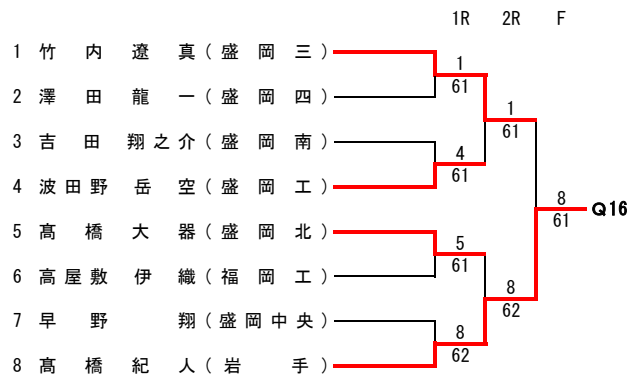 1R 2R F
1 竹内遼真(盛岡三)
1
61
2 澤田龍一(盛岡四)
1
61
3 吉田翔之介(盛岡南)
4
61
4 波田野岳空(盛岡工)
8
61
Q16
5 髙橋大器(盛岡北)
5
61
6 高屋敷伊織(福岡工)
8
62
7 早野翔(盛岡中央)
8
62
8 髙橋紀人(岩手)